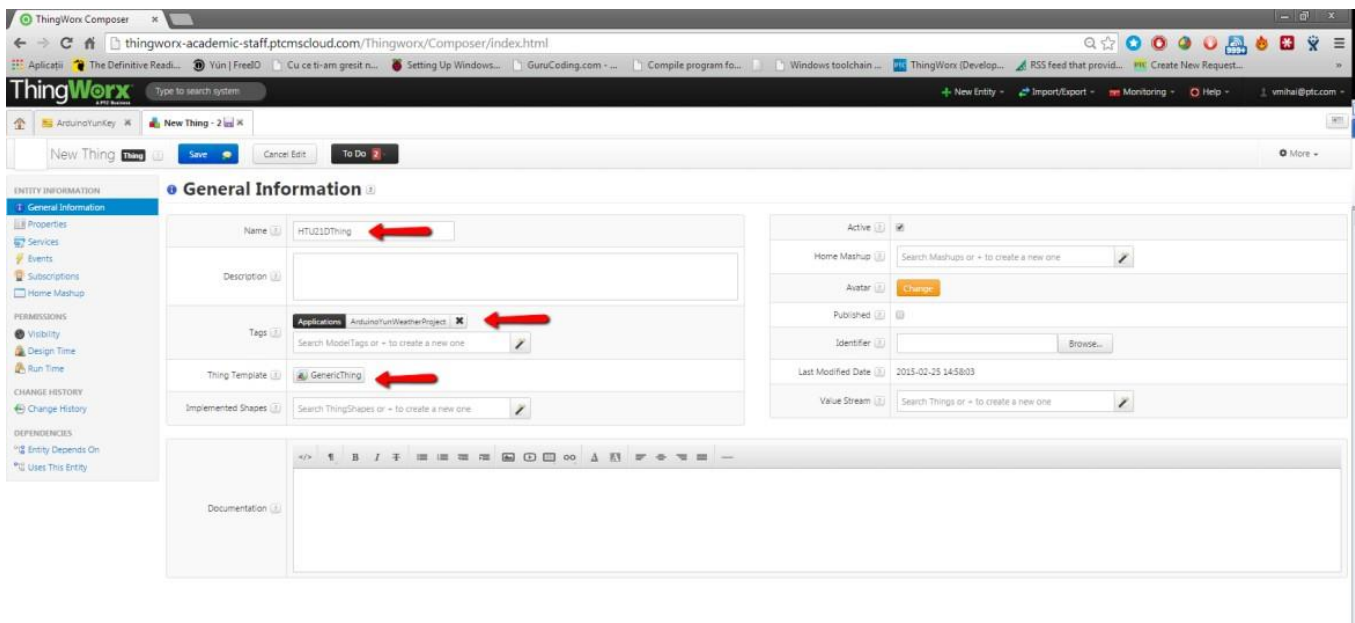 ThingWorx Composer
thingworx-academic-staff.ptcmscloud.com/Thingworx/Composer/index.html
Aplicații The Definitive Readi... Yún | FreeIO Cu ce ti-am gresit n... Setting Up Windows... GuruCoding.com - ... Compile program fo... Windows toolchain ... ThingWorx (Develop... RSS feed that provid... Create New Request...
ThingWorx Type to search system New Entity Import/Export Monitoring Help vmihai@ptc.com
A PTC Business
ArduinoYunKey New Thing - 2
New Thing Thing Save Cancel Edit To Do 2 More
ENTITY INFORMATION
General Information
Properties
Services
Events
Subscriptions
Home Mashup
PERMISSIONS
Visibility
Design Time
Run Time
CHANGE HISTORY
Change History
DEPENDENCIES
Entity Depends On
Uses This Entity
General Information
Name HTU21DThing
Description
Tags Applications ArduinoYunWeatherProject
Search ModelTags or + to create a new one
Thing Template GenericThing
Implemented Shapes Search ThingShapes or + to create a new one
Active
Home Mashup Search Mashups or + to create a new one
Avatar Change
Published
Identifier Browse...
Last Modified Date 2015-02-25 14:58:03
Value Stream Search Things or + to create a new one
Documentation